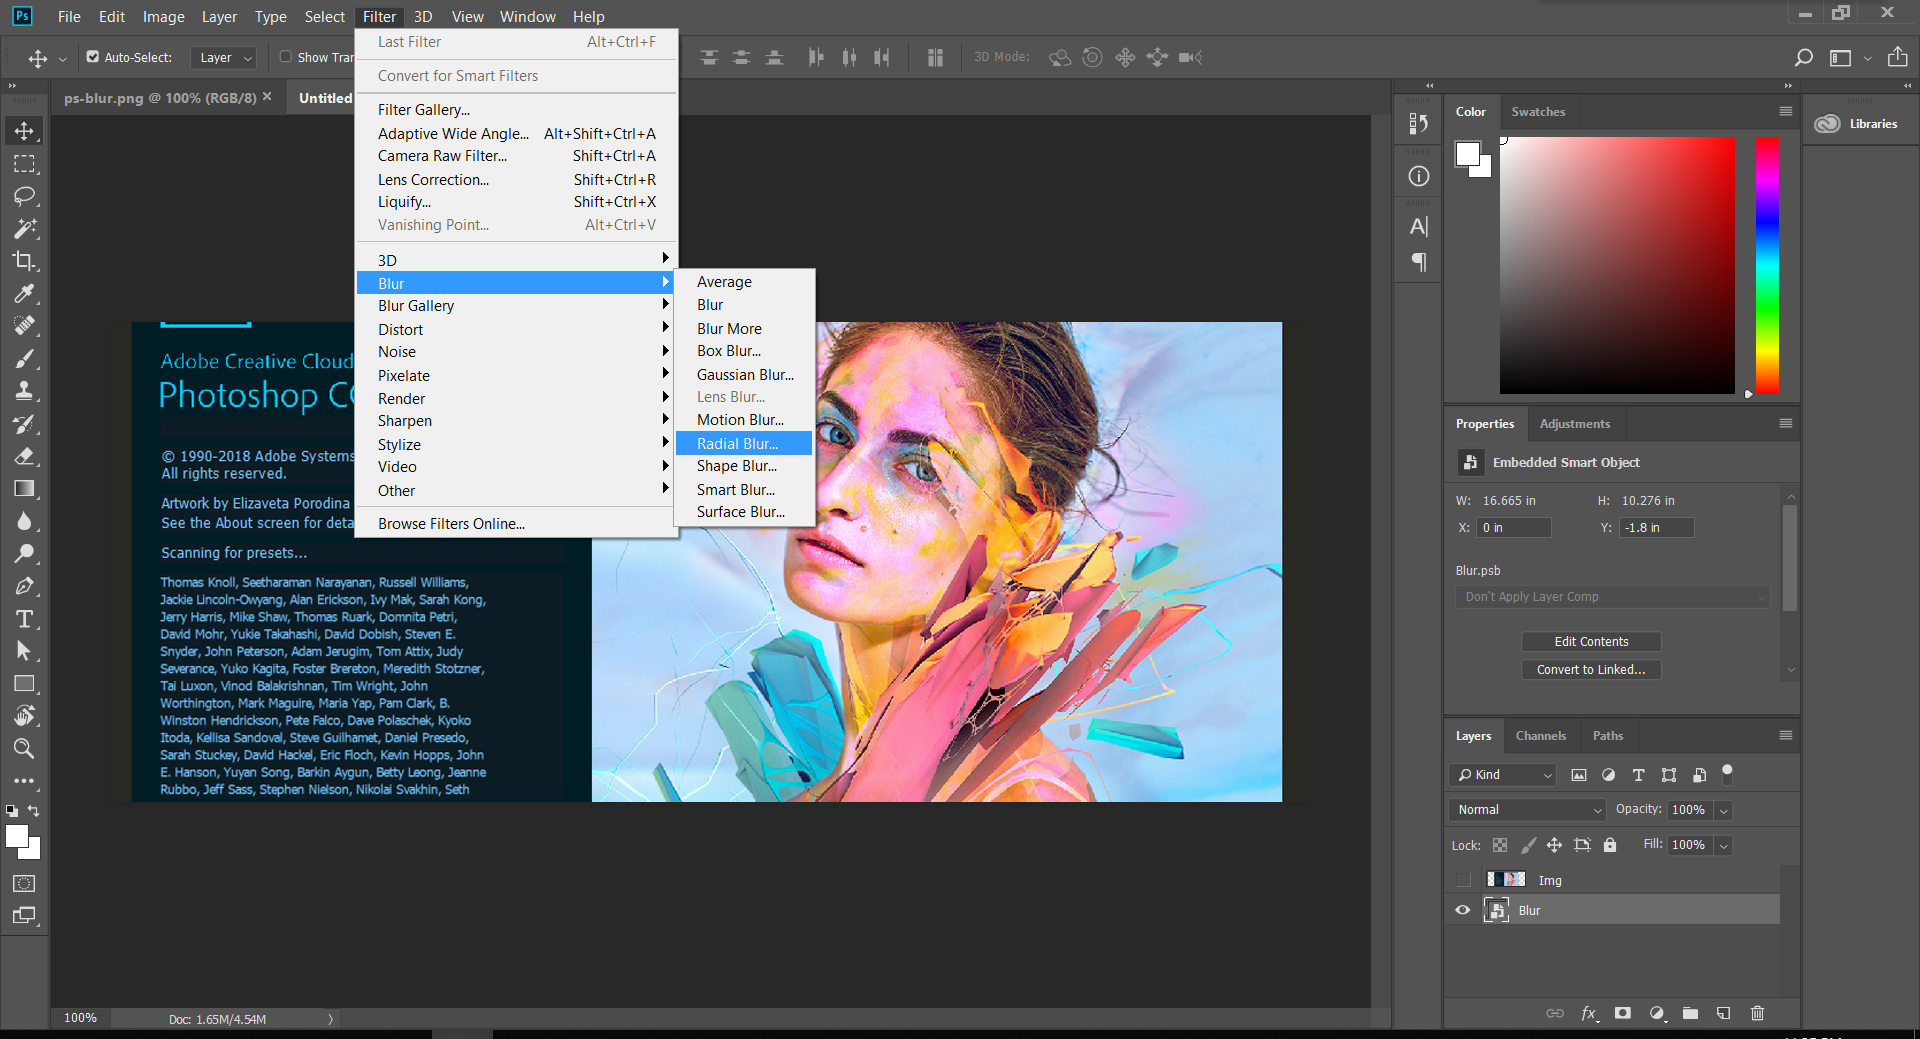 Ps File Edit Image Layer Type Select Filter 3D View Window Help
Auto-Select: Layer Show 3D Mode:
ps-blur.png @ 100% (RGB/8) × Untitled
Last Filter Alt+Ctrl+F
Convert for Smart Filters
Filter Gallery...
Adaptive Wide Angle... Alt+Shift+Ctrl+A
Camera Raw Filter... Shift+Ctrl+A
Lens Correction... Shift+Ctrl+R
Liquify... Shift+Ctrl+X
Vanishing Point... Alt+Ctrl+V
3D
Blur
Blur Gallery
Distort
Noise
Pixelate
Render
Sharpen
Stylize
Video
Other
Browse Filters Online...
Average
Blur
Blur More
Box Blur...
Gaussian Blur...
Lens Blur...
Motion Blur...
Radial Blur...
Shape Blur...
Smart Blur...
Surface Blur...
Adobe Creative Cloud
Photoshop C
© 1990-2018 Adobe Systems
All rights reserved.
Artwork by Elizaveta Porodina
See the About screen for
Scanning for presets...
Thomas Knoll, Seetharaman Narayanan, Russell Williams,
Jackie Lincoln-Owyang, Alan Erickson, Ivy Mak, Sarah Kong,
Jerry Harris, Mike Shaw, Thomas Ruark, Domnita Petri,
David Mohr, Yukie Takahashi, David Dobish, Steven E.
Snyder, John Peterson, Adam Jerugim, Tom Attix, Judy
Severance, Yuko Kagita, Foster Brereton, Meredith Stotzner,
Tai Luxon, Vinod Balakrishnan, Tim Wright, John
Worthington, Mark Maguire, Maria Yap, Pam Clark, B.
Winston Hendrickson, Pete Falco, Dave Polaschek, Kyoko
Itoda, Kellisa Sandoval, Steve Guilhamet, Daniel Presedo,
Sarah Stuckey, David Hackel, Eric Floch, Kevin Hopps, John
E. Hanson, Yuyan Song, Barkin Aygun, Betty Leong, Jeanne
Rubbo, Jeff Sass, Stephen Nielson, Nikolai Svakhin, Seth
100% Doc: 1.65M/4.54M
Color Swatches
Libraries
Properties Adjustments
Embedded Smart Object
W: 16.665 in H: 10.276 in
X: 0 in Y: -1.8 in
Blur.psb
Don't Apply Layer Comp
Edit Contents
Convert to Linked...
Layers Channels Paths
Kind
Normal Opacity: 100%
Lock: Fill: 100%
Img
Blur
fx